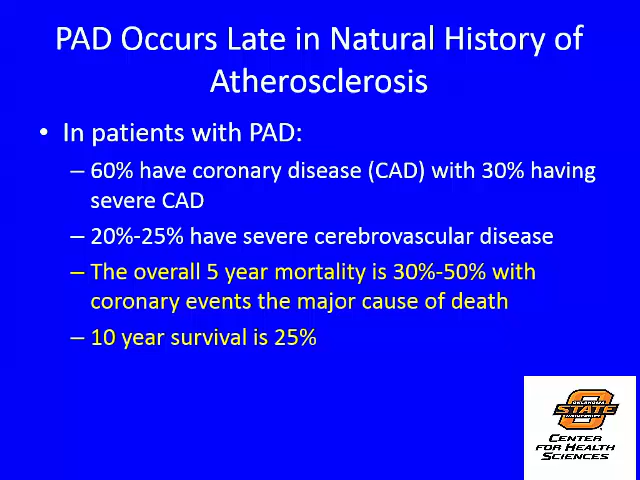 PAD Occurs Late in Natural History of
Atherosclerosis
• In patients with PAD:
– 60% have coronary disease (CAD) with 30% having
severe CAD
– 20%-25% have severe cerebrovascular disease
– The overall 5 year mortality is 30%-50% with
coronary events the major cause of death
– 10 year survival is 25%
OKLAHOMA
STATE
UNIVERSITY
CENTER
FOR HEALTH
SCIENCES